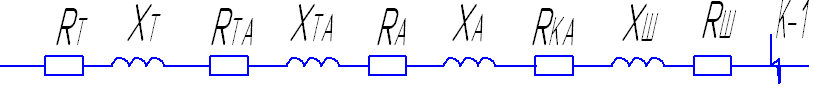 RТ XТ RТА XТА RА XА RКА XШ RШ К-1